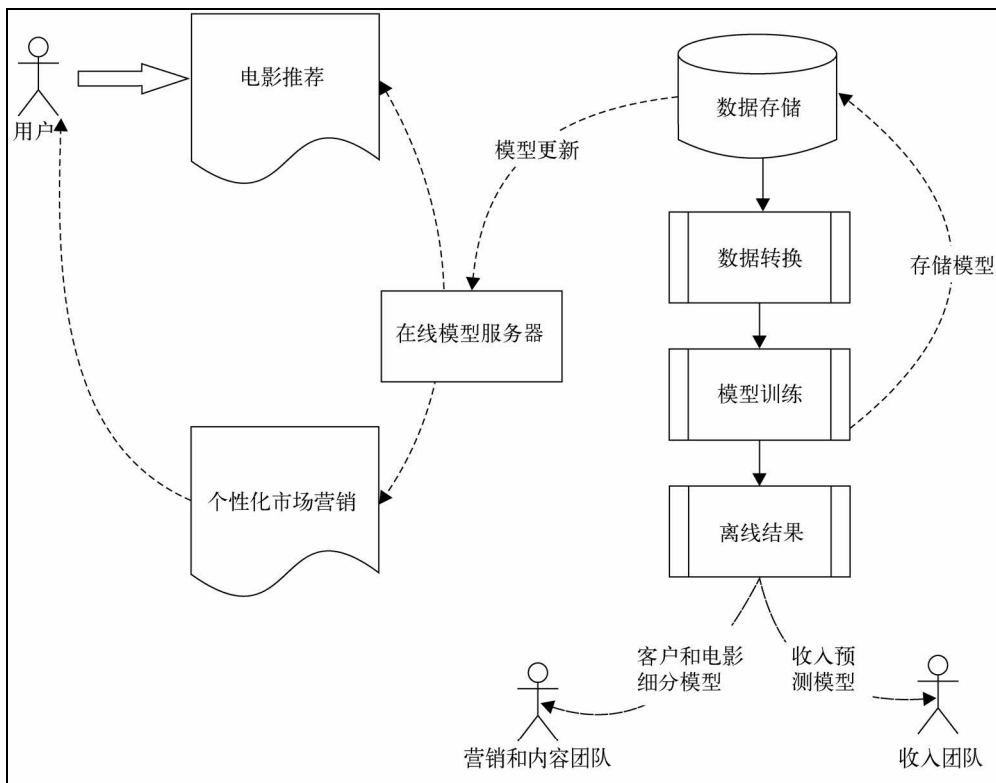 电影推荐
用户
数据存储
模型更新
数据转换
存储模型
在线模型服务器
模型训练
个性化市场营销
离线结果
客户和电影
细分模型
收入预
测模型
营销和内容团队
收入团队